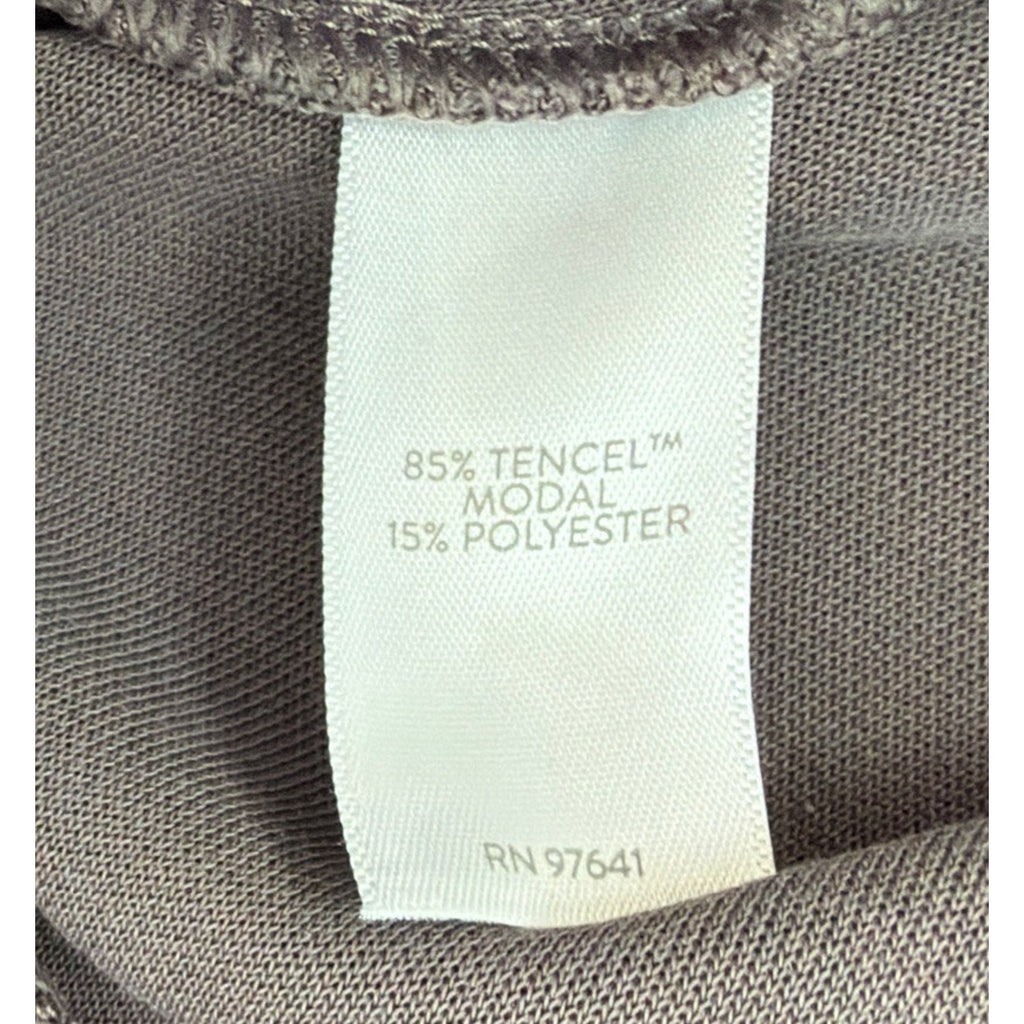 85% TENCEL™
MODAL
15% POLYESTER
RN 97641